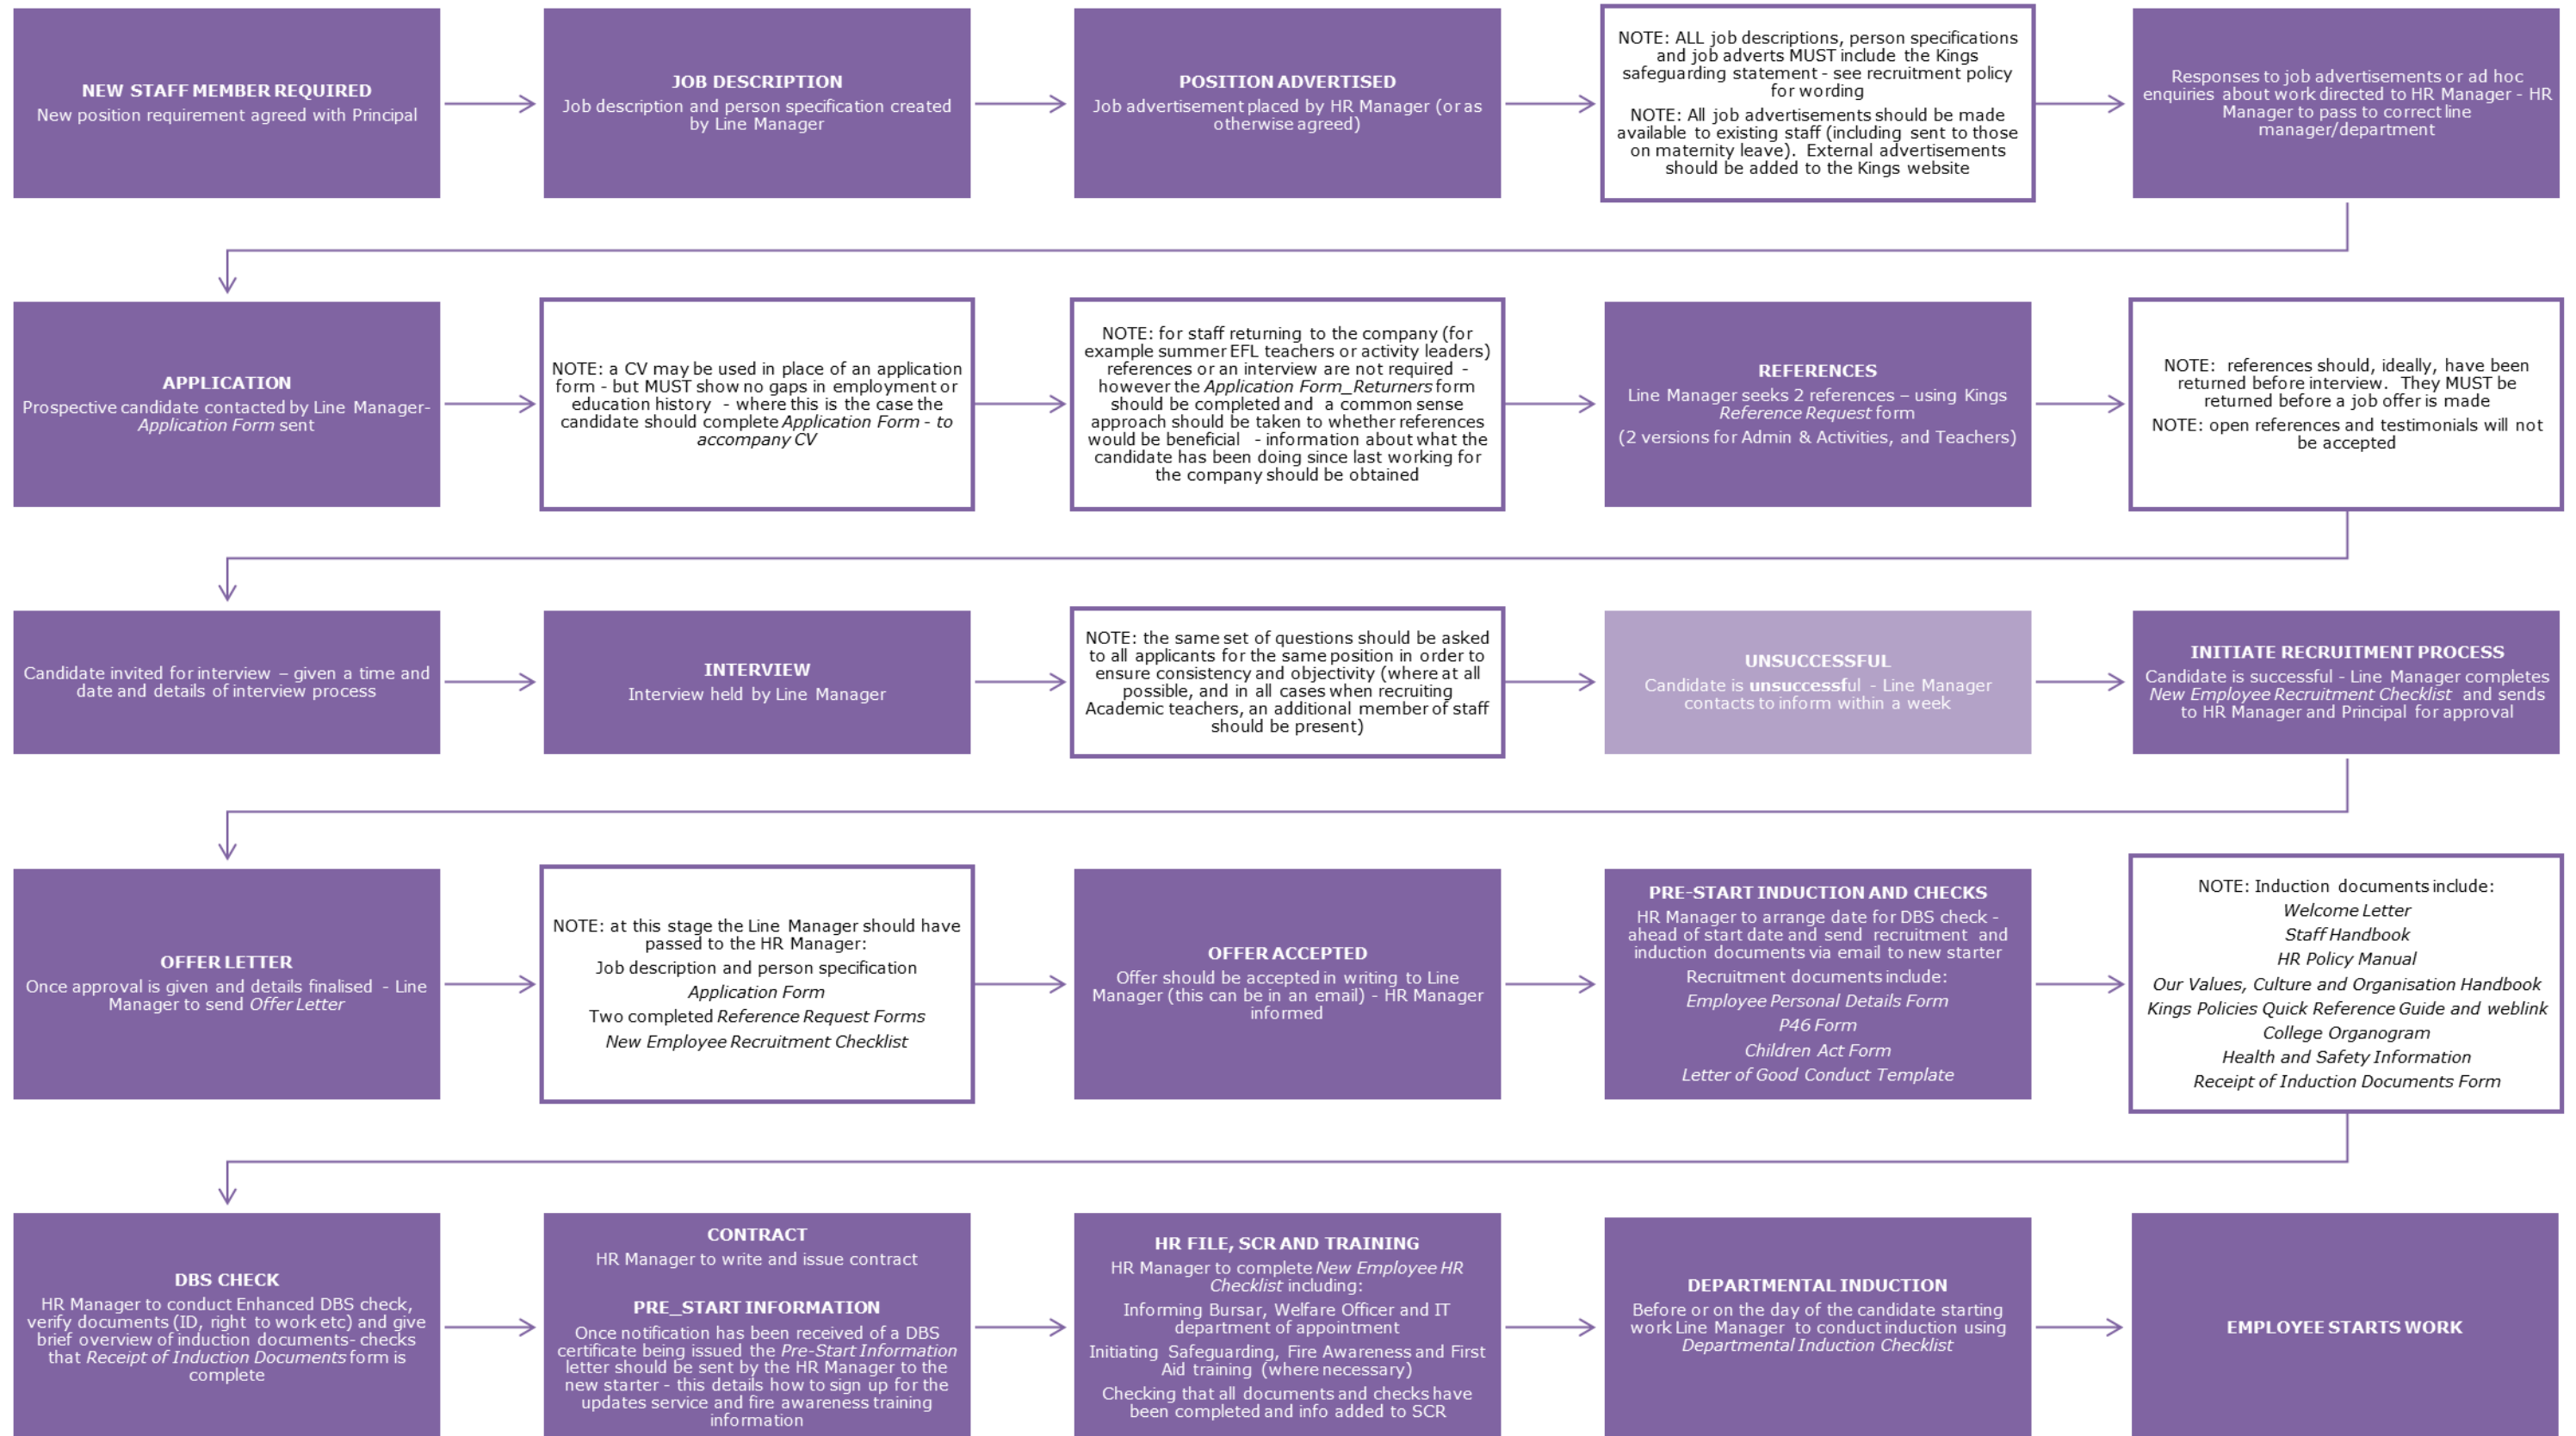 NEW STAFF MEMBER REQUIRED
New position requirement agreed with Principal
JOB DESCRIPTION
Job description and person specification created
by Line Manager
POSITION ADVERTISED
Job advertisement placed by HR Manager (or as
otherwise agreed)
NOTE: ALL job descriptions, person specifications
and job adverts MUST include the Kings
safeguarding statement - see recruitment policy
for wording
NOTE: All job advertisements should be made
available to existing staff (including sent to those
on maternity leave). External advertisements
should be added to the Kings website
Responses to job advertisements or ad hoc
enquiries about work directed to HR Manager - HR
Manager to pass to correct line
manager/department
APPLICATION
Prospective candidate contacted by Line Manager-
Application Form sent
NOTE: a CV may be used in place of an application
form - but MUST show no gaps in employment or
education history - where this is the case the
candidate should complete Application Form - to
accompany CV
NOTE: for staff returning to the company (for
example summer EFL teachers or activity leaders)
references or an interview are not required -
however the Application Form_Returners form
should be completed and a common sense
approach should be taken to whether references
would be beneficial - information about what the
candidate has been doing since last working for
the company should be obtained
REFERENCES
Line Manager seeks 2 references – using Kings
Reference Request form
(2 versions for Admin & Activities, and Teachers)
NOTE: references should, ideally, have been
returned before interview. They MUST be
returned before a job offer is made
NOTE: open references and testimonials will not
be accepted
Candidate invited for interview – given a time and
date and details of interview process
INTERVIEW
Interview held by Line Manager
NOTE: the same set of questions should be asked
to all applicants for the same position in order to
ensure consistency and objectivity (where at all
possible, and in all cases when recruiting
Academic teachers, an additional member of staff
should be present)
UNSUCCESSFUL
Candidate is unsuccessful - Line Manager
contacts to inform within a week
INITIATE RECRUITMENT PROCESS
Candidate is successful - Line Manager completes
New Employee Recruitment Checklist and sends
to HR Manager and Principal for approval
OFFER LETTER
Once approval is given and details finalised - Line
Manager to send Offer Letter
NOTE: at this stage the Line Manager should have
passed to the HR Manager:
Job description and person specification
Application Form
Two completed Reference Request Forms
New Employee Recruitment Checklist
OFFER ACCEPTED
Offer should be accepted in writing to Line
Manager (this can be in an email) - HR Manager
informed
PRE-START INDUCTION AND CHECKS
HR Manager to arrange date for DBS check -
ahead of start date and send recruitment and
induction documents via email to new starter
Recruitment documents include:
Employee Personal Details Form
P46 Form
Children Act Form
Letter of Good Conduct Template
NOTE: Induction documents include:
Welcome Letter
Staff Handbook
HR Policy Manual
Our Values, Culture and Organisation Handbook
Kings Policies Quick Reference Guide and weblink
College Organogram
Health and Safety Information
Receipt of Induction Documents Form
DBS CHECK
HR Manager to conduct Enhanced DBS check,
verify documents (ID, right to work etc) and give
brief overview of induction documents- checks
that Receipt of Induction Documents form is
complete
CONTRACT
HR Manager to write and issue contract
PRE_START INFORMATION
Once notification has been received of a DBS
certificate being issued the Pre-Start Information
letter should be sent by the HR Manager to the
new starter - this details how to sign up for the
updates service and fire awareness training
information
HR FILE, SCR AND TRAINING
HR Manager to complete New Employee HR
Checklist including:
Informing Bursar, Welfare Officer and IT
department of appointment
Initiating Safeguarding, Fire Awareness and First
Aid training (where necessary)
Checking that all documents and checks have
been completed and info added to SCR
DEPARTMENTAL INDUCTION
Before or on the day of the candidate starting
work Line Manager to conduct induction using
Departmental Induction Checklist
EMPLOYEE STARTS WORK